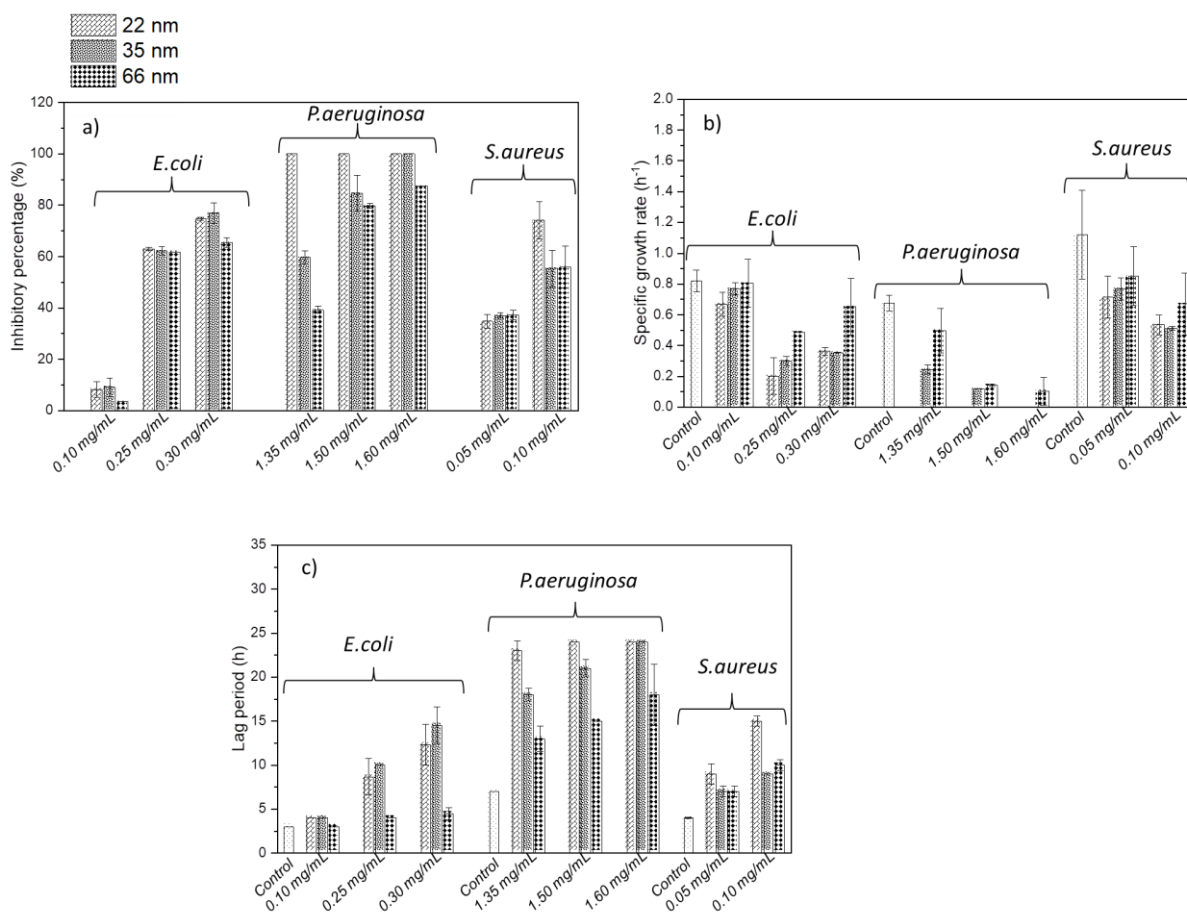 22 nm
35 nm
66 nm
a)
Inhibitory percentage (%)
120
100
80
60
40
20
0
E.coli
P.aeruginosa
S.aureus
0.10 mg/mL
0.25 mg/mL
0.30 mg/mL
1.35 mg/mL
1.50 mg/mL
1.60 mg/mL
0.05 mg/mL
0.10 mg/mL
b)
Specific growth rate (h-1)
2.0
1.8
1.6
1.4
1.2
1.0
0.8
0.6
0.4
0.2
0.0
E.coli
P.aeruginosa
S.aureus
Control
0.10 mg/mL
0.25 mg/mL
0.30 mg/mL
Control
1.35 mg/mL
1.50 mg/mL
1.60 mg/mL
Control
0.05 mg/mL
0.10 mg/mL
c)
Lag period (h)
35
30
25
20
15
10
5
0
E.coli
P.aeruginosa
S.aureus
Control
0.10 mg/mL
0.25 mg/mL
0.30 mg/mL
Control
1.35 mg/mL
1.50 mg/mL
1.60 mg/mL
Control
0.05 mg/mL
0.10 mg/mL